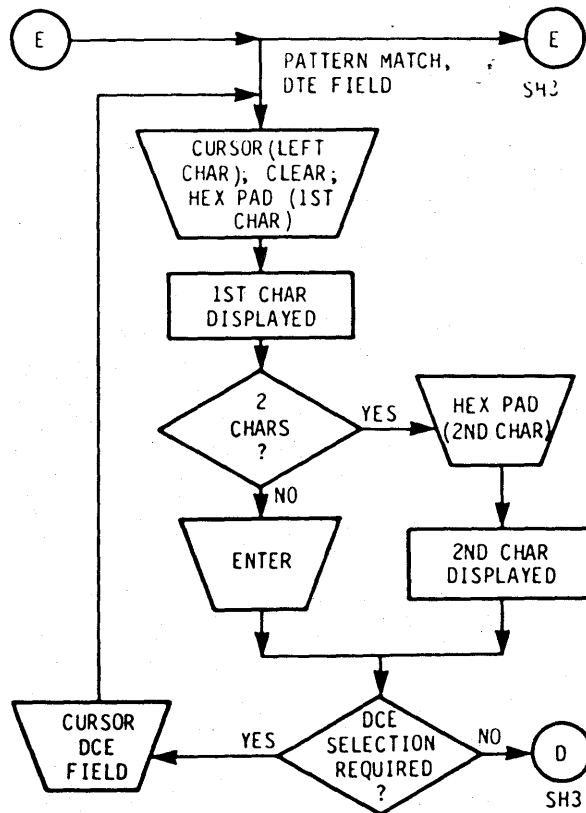 E
E
PATTERN MATCH,
DTE FIELD
SH3
CURSOR(LEFT
CHAR); CLEAR;
HEX PAD (1ST
CHAR)
1ST CHAR
DISPLAYED
2
CHARS
?
YES
HEX PAD
(2ND CHAR)
NO
ENTER
2ND CHAR
DISPLAYED
CURSOR
DCE
FIELD
YES
DCE
SELECTION
REQUIRED
?
NO
D
SH3